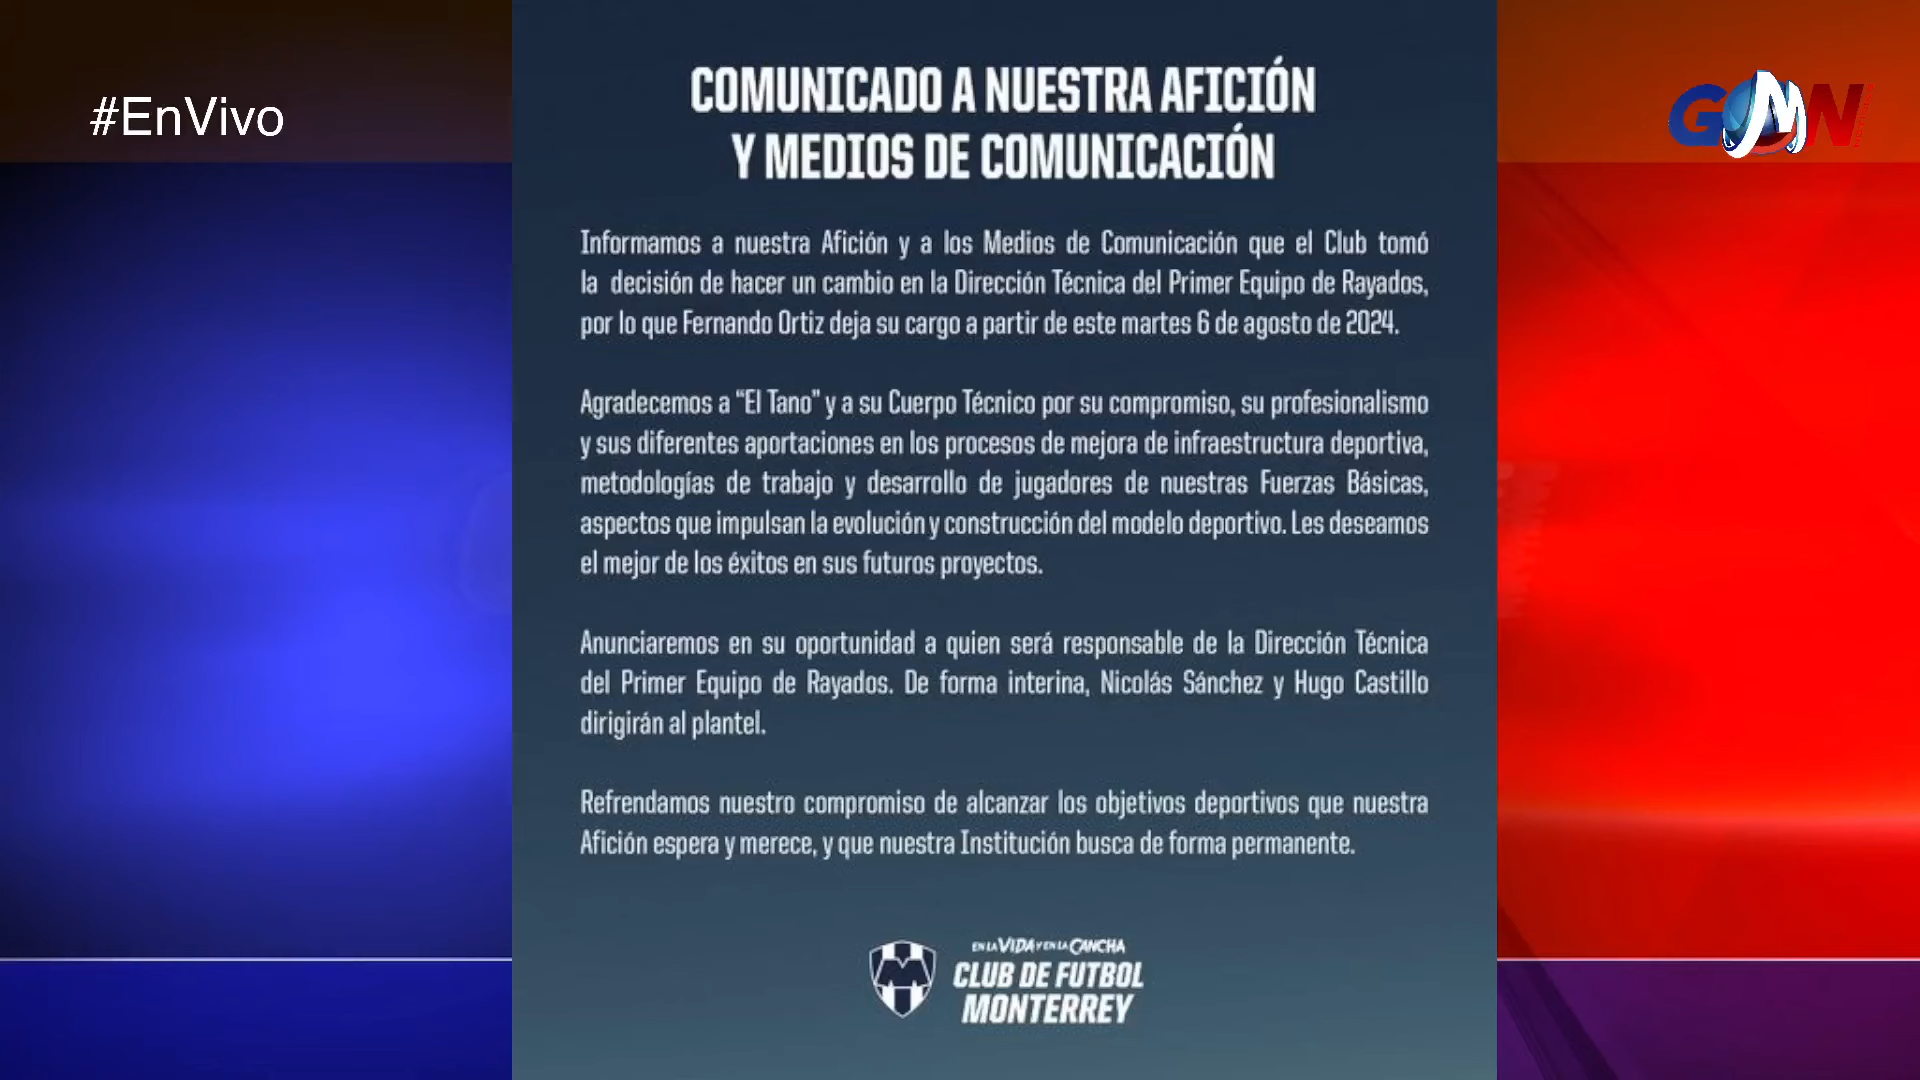 #EnVivo
GMN
COMUNICADO A NUESTRA AFICIÓN
Y MEDIOS DE COMUNICACIÓN
Informamos a nuestra Afición y a los Medios de Comunicación que el Club tomó
la decisión de hacer un cambio en la Dirección Técnica del Primer Equipo de Rayados,
por lo que Fernando Ortiz deja su cargo a partir de este martes 6 de agosto de 2024.
Agradecemos a “El Tano” y a su Cuerpo Técnico por su compromiso, su profesionalismo
y sus diferentes aportaciones en los procesos de mejora de infraestructura deportiva,
metodologías de trabajo y desarrollo de jugadores de nuestras Fuerzas Básicas,
aspectos que impulsan la evolución y construcción del modelo deportivo. Les deseamos
el mejor de los éxitos en sus futuros proyectos.
Anunciaremos en su oportunidad a quien será responsable de la Dirección Técnica
del Primer Equipo de Rayados. De forma interina, Nicolás Sánchez y Hugo Castillo
dirigirán al plantel.
Refrendamos nuestro compromiso de alcanzar los objetivos deportivos que nuestra
Afición espera y merece, y que nuestra Institución busca de forma permanente.
EN LA VIDA Y EN LA CANCHA
CLUB DE FUTBOL
MONTERREY